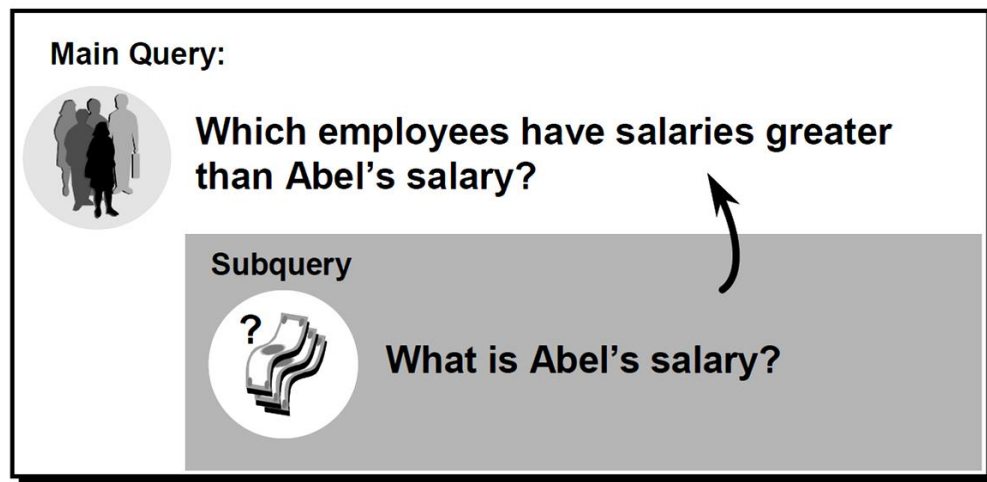 Main Query:
Which employees have salaries greater
than Abel’s salary?
Subquery
?
What is Abel’s salary?